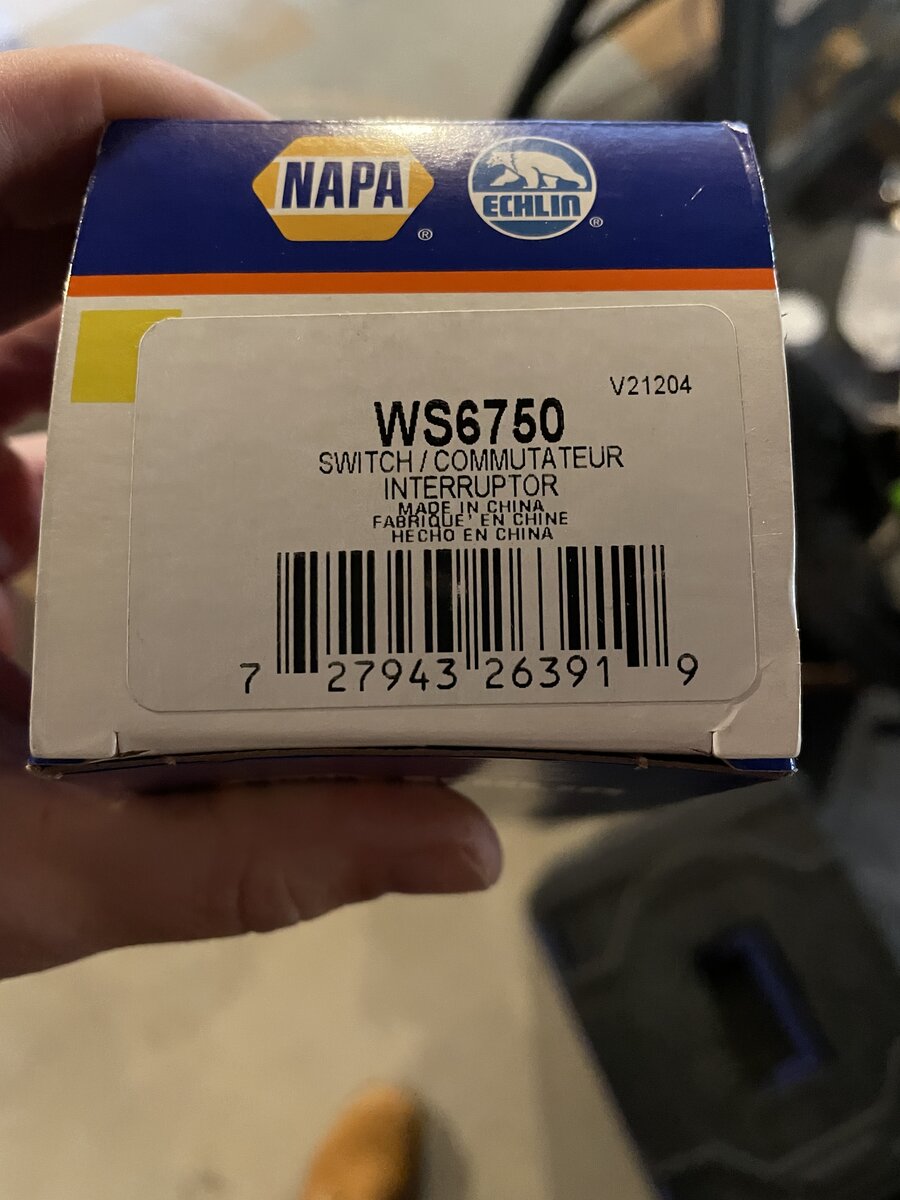 NAPA ®
ECHLIN ®
V21204
WS6750
SWITCH / COMMUTATEUR
INTERRUPTOR
MADE IN CHINA
FABRIQUE' EN CHINE
HECHO EN CHINA
7 27943 26391 9